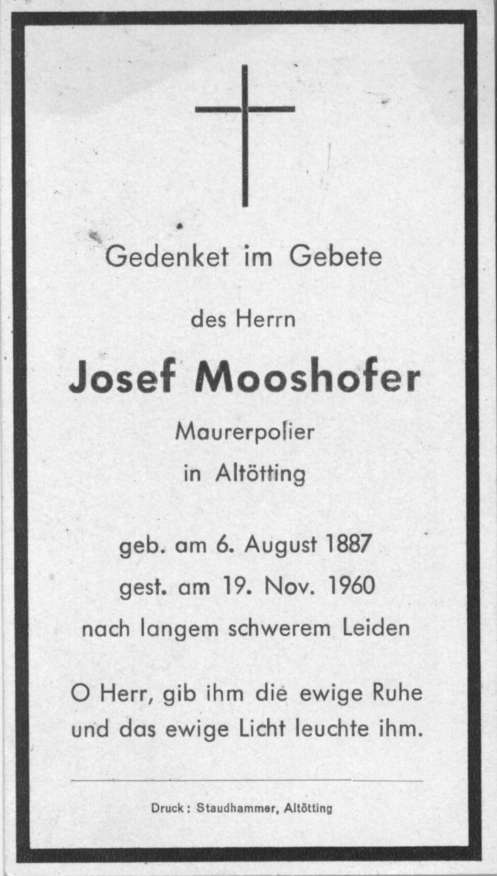 Gedenket im Gebete
des Herrn
Josef Mooshofer
Maurerpolier
in Altötting
geb. am 6. August 1887
gest. am 19. Nov. 1960
nach langem schwerem Leiden
O Herr, gib ihm die ewige Ruhe
und das ewige Licht leuchte ihm.
Druck: Staudhammer, Altötting